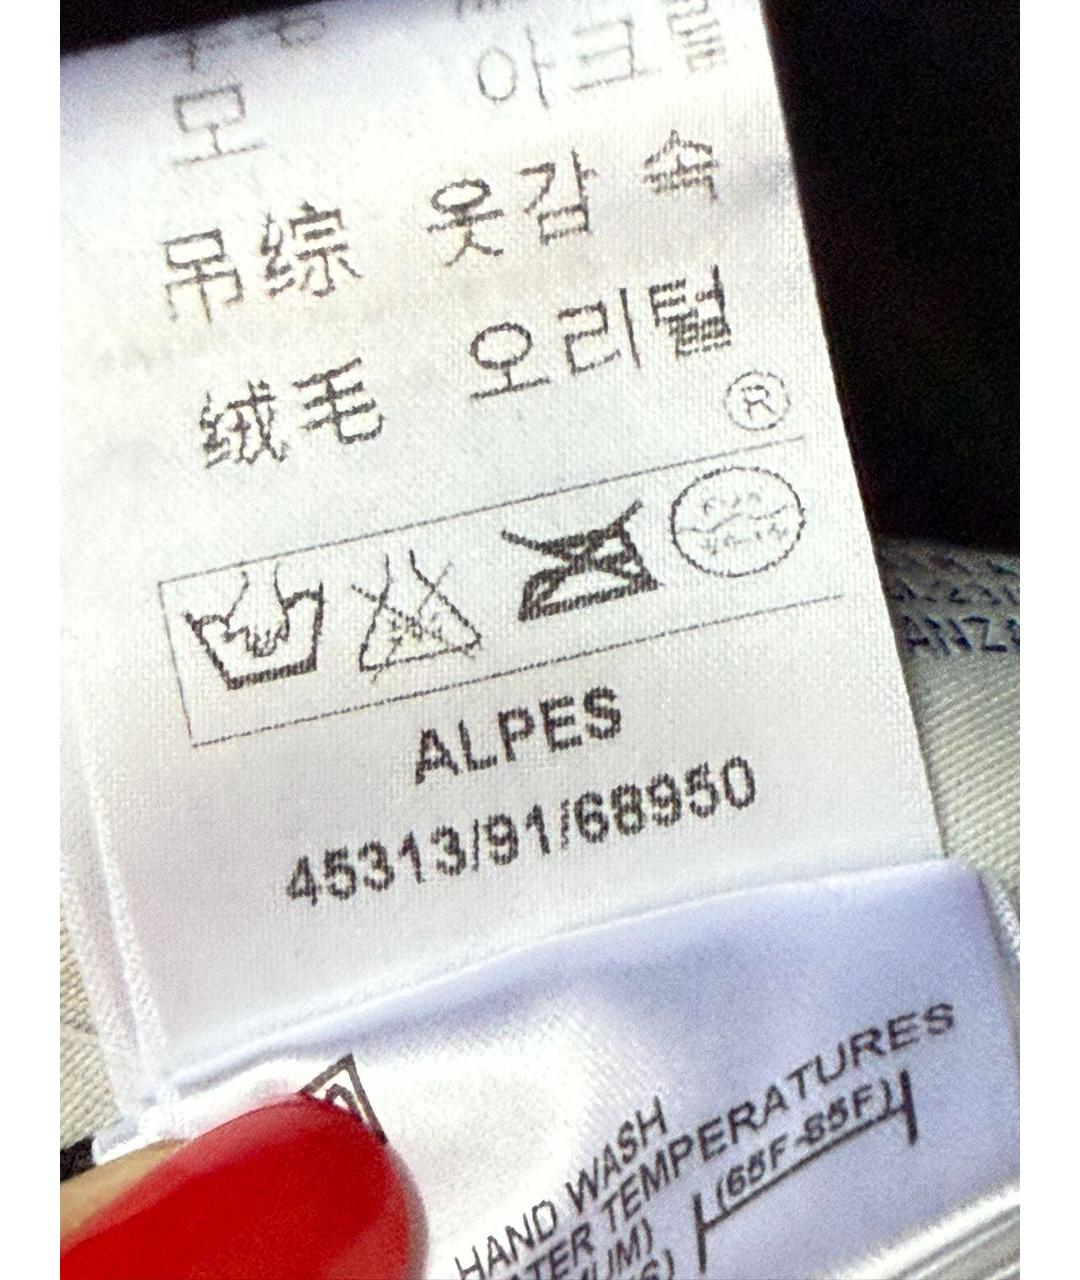 모 아크릴
吊综 옷감 속
绒毛 오리털
®
ALPES
45313/91/68950
HAND WASH
TEMPERATURES
(65F-85F)